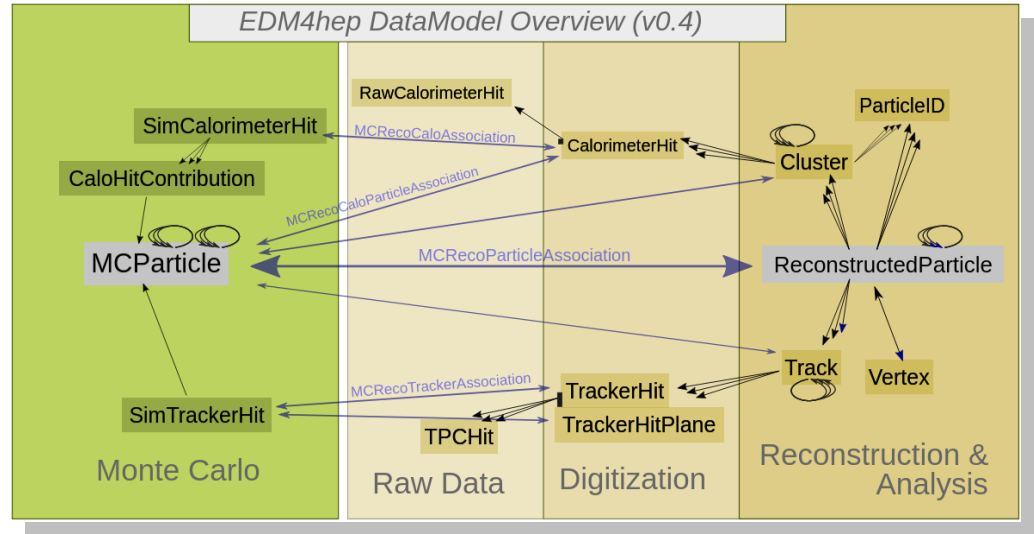 EDM4hep DataModel Overview (v0.4)
RawCalorimeterHit
ParticleID
SimCalorimeterHit
MCRecoCaloAssociation
CalorimeterHit
Cluster
CaloHitContribution
MCRecoCaloParticleAssociation
MCParticle
MCRecoParticleAssociation
ReconstructedParticle
Track
Vertex
MCRecoTrackerAssociation
TrackerHit
SimTrackerHit
TPCHit
TrackerHitPlane
Monte Carlo
Raw Data
Digitization
Reconstruction &
Analysis